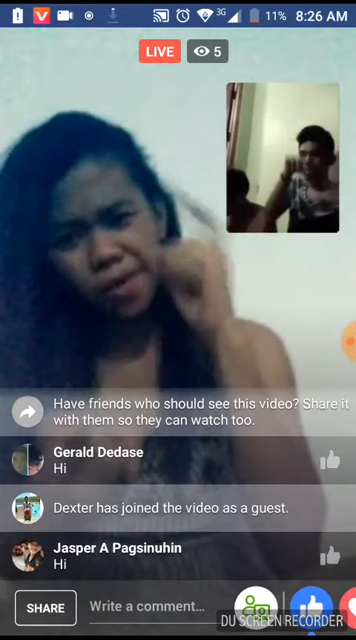 3G
11%
8:26 AM
LIVE
5
Have friends who should see this video? Share it
with them so they can watch too.
Gerald Dedase
Hi
Dexter has joined the video as a guest.
Jasper A Pagsinuhin
Hi
SHARE
Write a comment...
DU SCREEN RECORDER